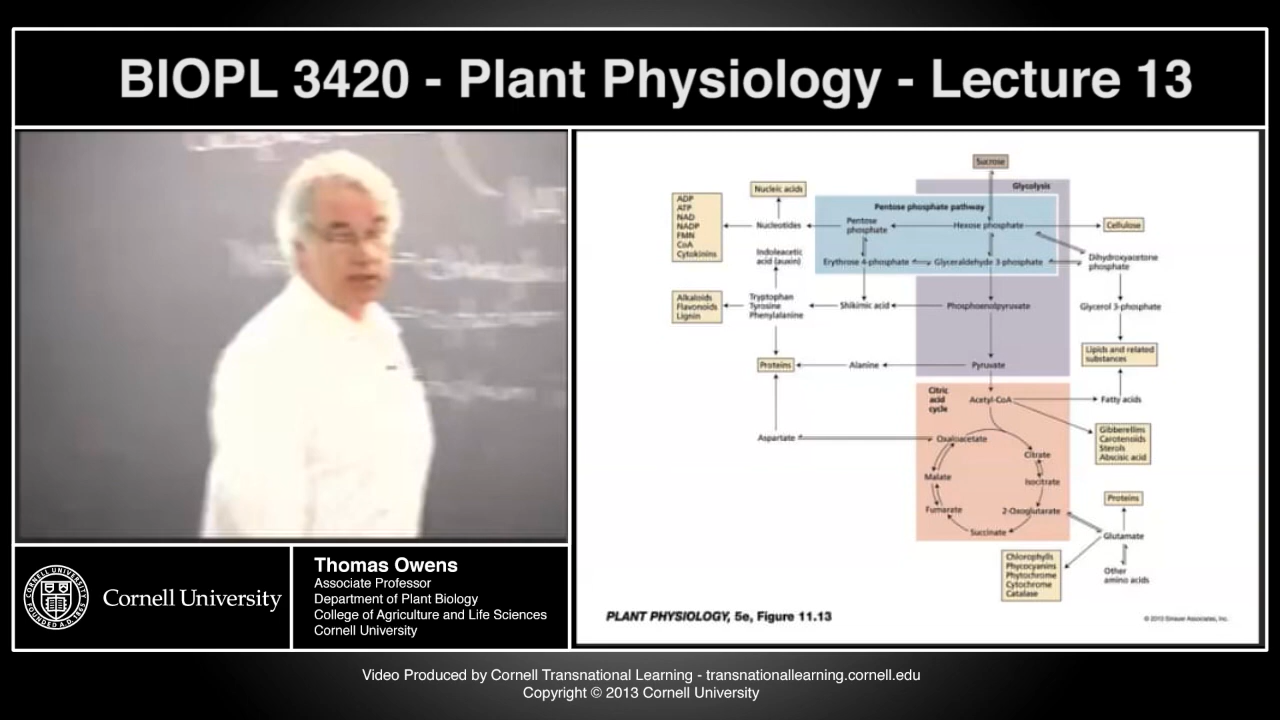 BIOPL 3420 - Plant Physiology - Lecture 13
Sucrose
Glycolysis
Nucleic acids
ADP
ATP
NAD
NADP
FMN
CoA
Cytokinins
Pentose phosphate pathway
Nucleotides
Pentose
phosphate
Hexose phosphate
Cellulose
Indoleacetic
acid (auxin)
Erythrose 4-phosphate
Glyceraldehyde 3-phosphate
Dihydroxyacetone
phosphate
Alkaloids
Flavonoids
Lignin
Tryptophan
Tyrosine
Phenylalanine
Shikimic acid
Phosphoenolpyruvate
Glycerol 3-phosphate
Lipids and related
substances
Proteins
Alanine
Pyruvate
Citric
acid
cycle
Acetyl-CoA
Fatty acids
Gibberellins
Carotenoids
Sterols
Abscisic acid
Aspartate
Oxaloacetate
Citrate
Malate
Isocitrate
Fumarate
2-Oxoglutarate
Succinate
Proteins
Glutamate
Chlorophylls
Phycocyanins
Phytochrome
Cytochrome
Catalase
Other
amino acids
PLANT PHYSIOLOGY, 5e, Figure 11.13
© 2010 Sinauer Associates, Inc.
Cornell University
Thomas Owens
Associate Professor
Department of Plant Biology
College of Agriculture and Life Sciences
Cornell University
Video Produced by Cornell Transnational Learning - transnationallearning.cornell.edu
Copyright © 2013 Cornell University